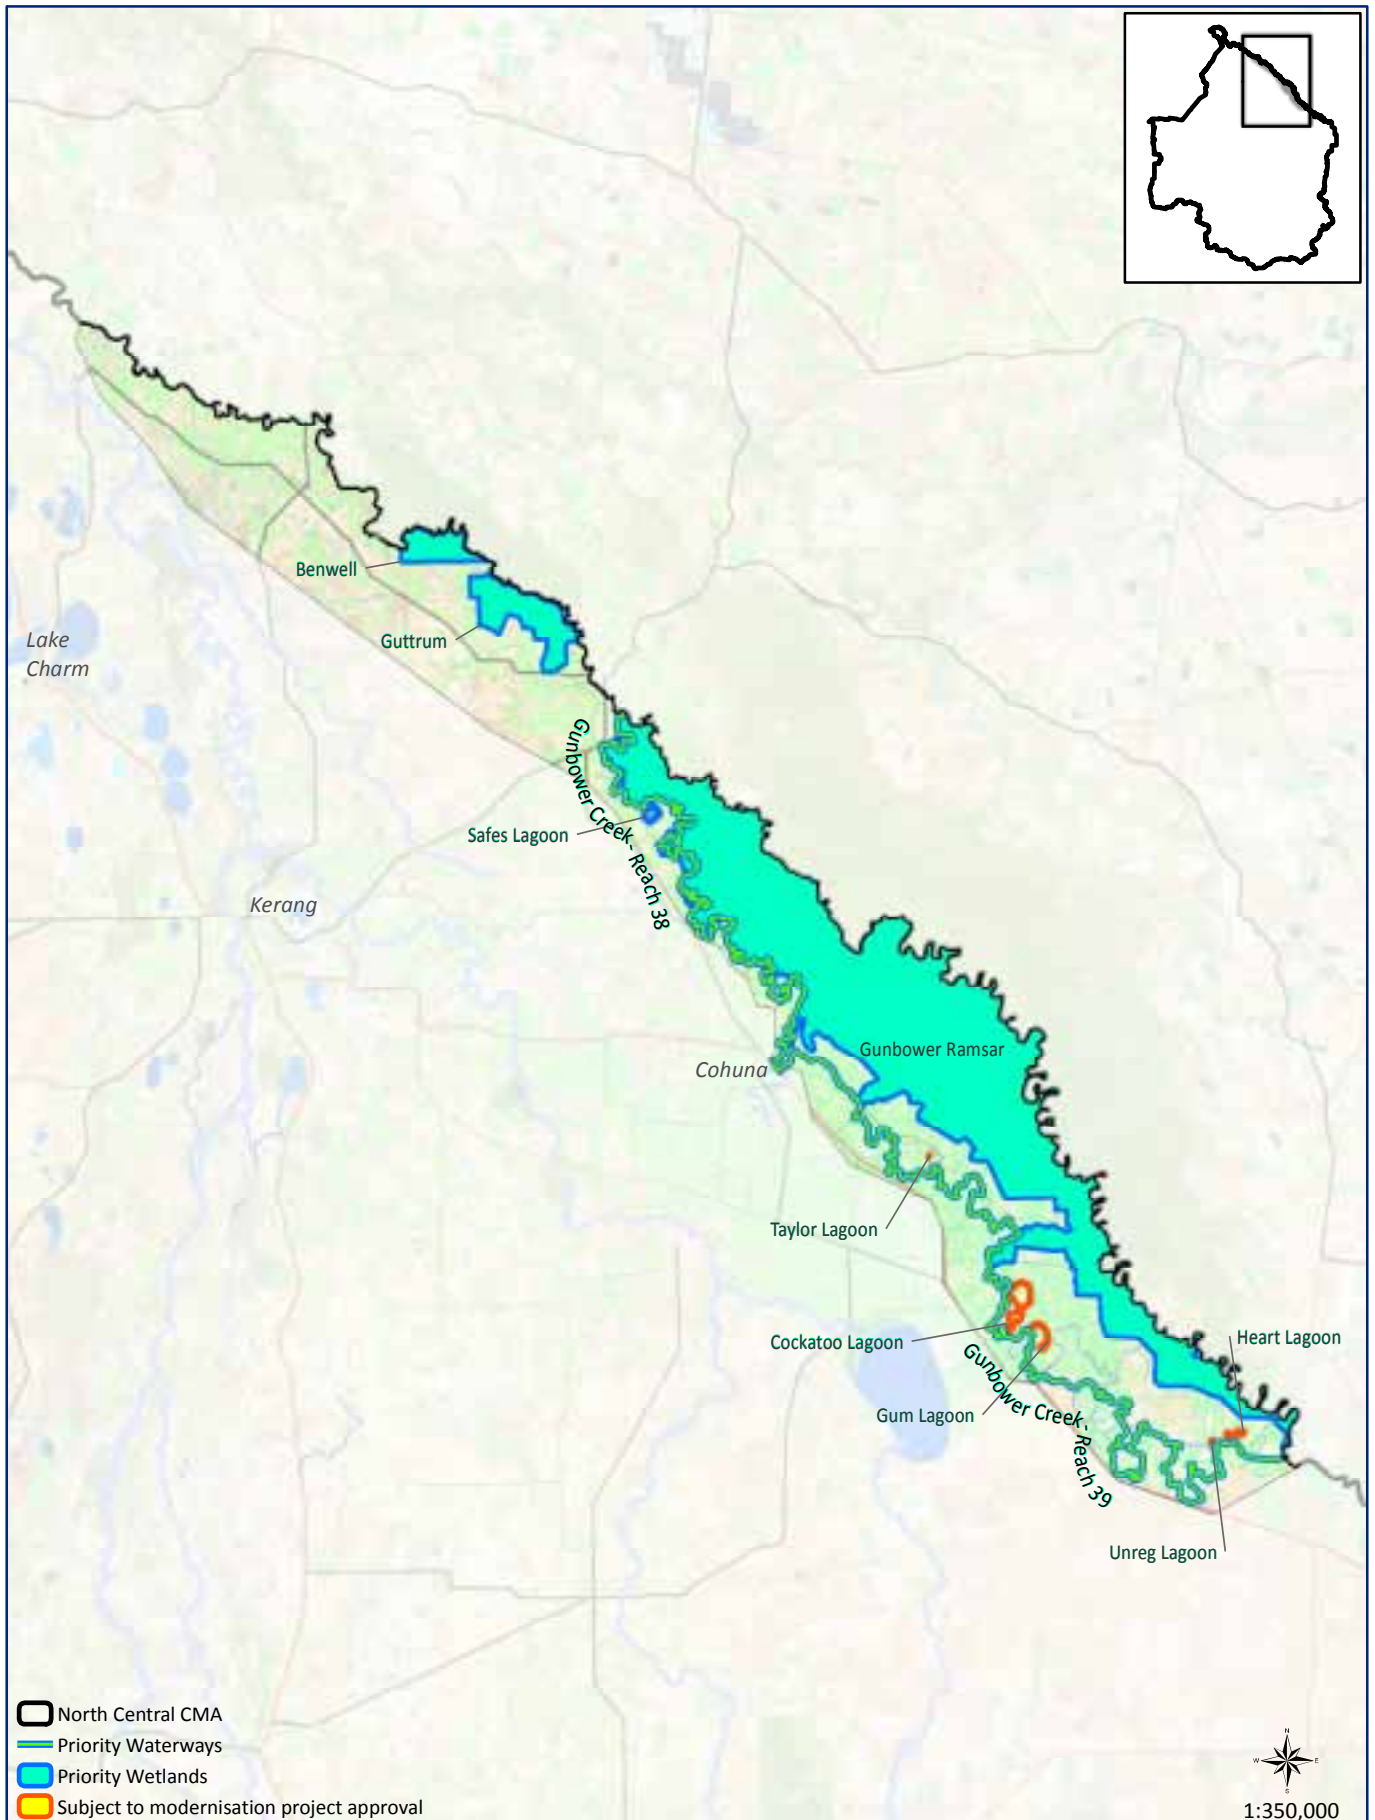 Benwell
Guttrum
Lake
Charm
Gunbower Creek - Reach 38
Safes Lagoon
Kerang
Gunbower Ramsar
Cohuna
Taylor Lagoon
Cockatoo Lagoon
Heart Lagoon
Gunbower Creek - Reach 39
Gum Lagoon
Unreg Lagoon
North Central CMA
Priority Waterways
Priority Wetlands
Subject to modernisation project approval
N
W E
S
1:350,000